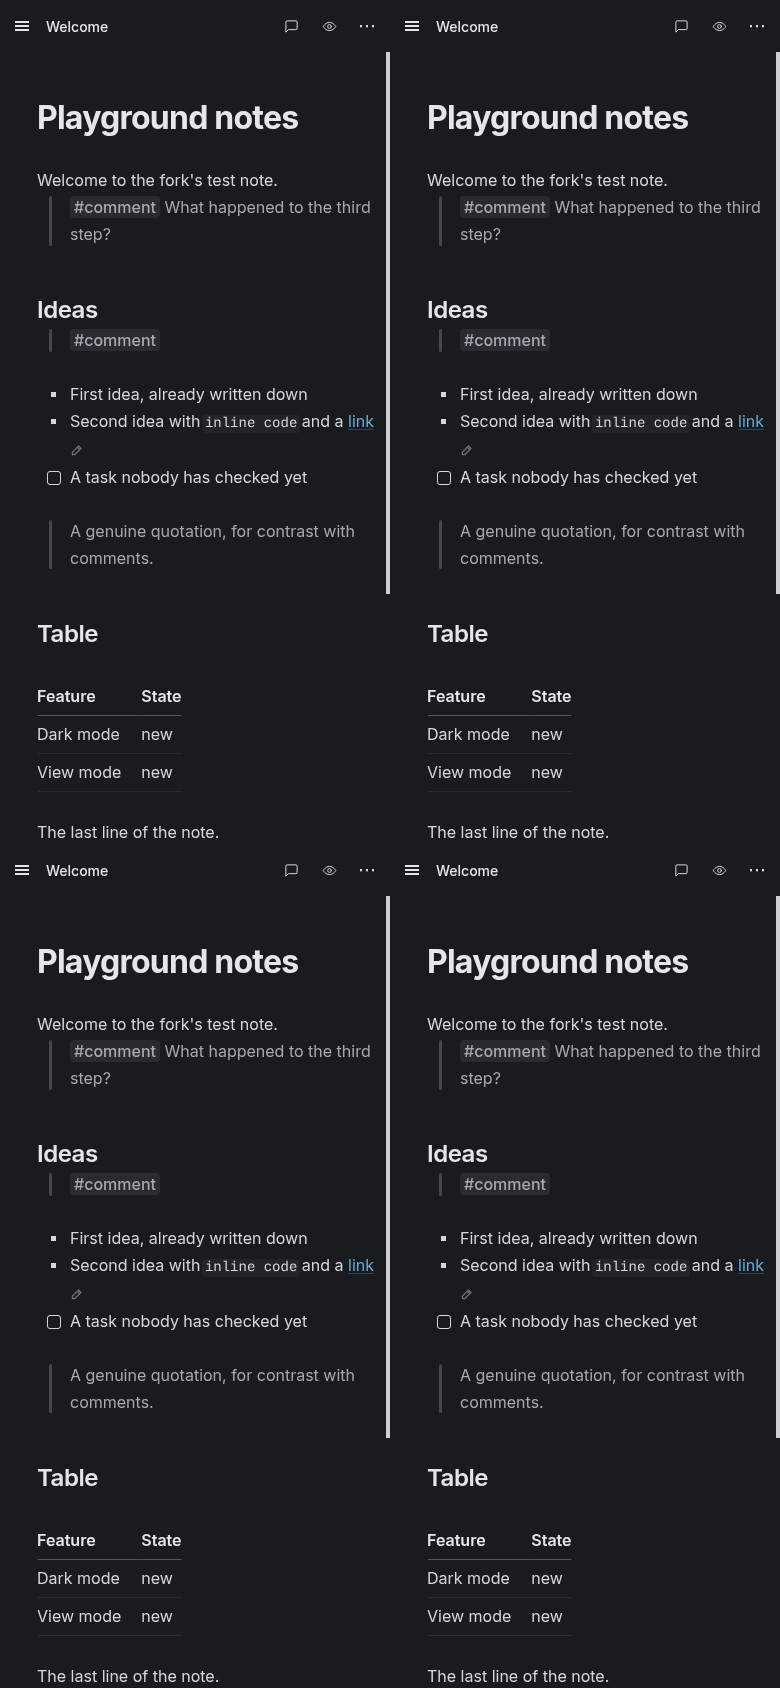 Welcome
Playground notes
Welcome to the fork's test note.
#comment What happened to the third
step?
Ideas
#comment
First idea, already written down
Second idea with inline code and a link
A task nobody has checked yet
A genuine quotation, for contrast with
comments.
Table
Feature State
Dark mode new
View mode new
The last line of the note.
Welcome
Playground notes
Welcome to the fork's test note.
#comment What happened to the third
step?
Ideas
#comment
First idea, already written down
Second idea with inline code and a link
A task nobody has checked yet
A genuine quotation, for contrast with
comments.
Table
Feature State
Dark mode new
View mode new
The last line of the note.
Welcome
Playground notes
Welcome to the fork's test note.
#comment What happened to the third
step?
Ideas
#comment
First idea, already written down
Second idea with inline code and a link
A task nobody has checked yet
A genuine quotation, for contrast with
comments.
Table
Feature State
Dark mode new
View mode new
The last line of the note.
Welcome
Playground notes
Welcome to the fork's test note.
#comment What happened to the third
step?
Ideas
#comment
First idea, already written down
Second idea with inline code and a link
A task nobody has checked yet
A genuine quotation, for contrast with
comments.
Table
Feature State
Dark mode new
View mode new
The last line of the note.